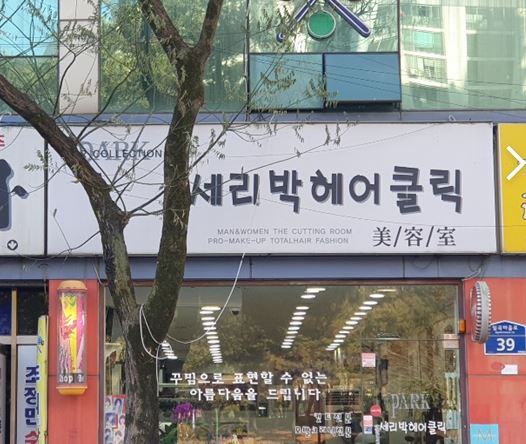 PARK
COLLECTION
세리박헤어클릭
MAN&WOMEN THE CUTTING ROOM
PRO-MAKE-UP TOTALHAIR FASHION
美/容/室
39
꾸밈으로 표현할 수 없는
아름다움을 드립니다
PARK
세리박헤어클릭